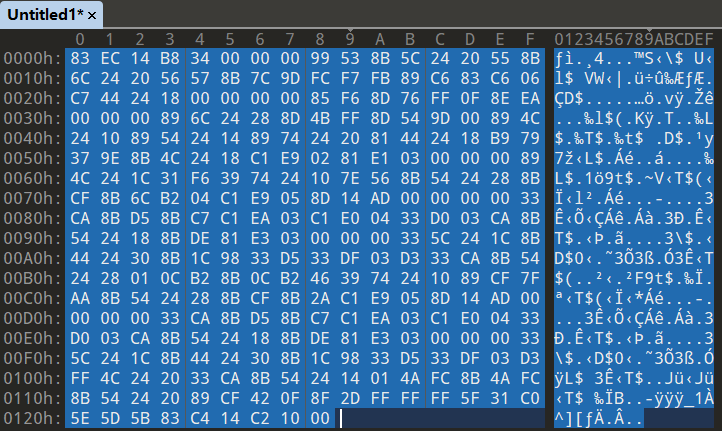 Untitled1* ×
0 1 2 3 4 5 6 7 8 9 A B C D E F 0123456789ABCDEF
0000h: 83 EC 14 B8 34 00 00 00 99 53 8B 5C 24 20 55 8B ƒì.¸4...™S‹\$ U‹
0010h: 6C 24 20 56 57 8B 7C 9D FC F7 FB 89 C6 83 C6 06 l$ VW‹|.ü÷û‰ÆƒÆ.
0020h: C7 44 24 18 00 00 00 00 85 F6 8D 76 FF 0F 8E EA ÇD$.....…ö.vÿ.Žê
0030h: 00 00 00 89 6C 24 28 8D 4B FF 8D 54 9D 00 89 4C ...‰l$(.Kÿ.T..‰L
0040h: 24 10 89 54 24 14 89 74 24 20 81 44 24 18 B9 79 $.‰T$.‰t$ .D$.¹y
0050h: 37 9E 8B 4C 24 18 C1 E9 02 81 E1 03 00 00 00 89 7ž‹L$.Áé..á....‰
0060h: 4C 24 1C 31 F6 39 74 24 10 7E 56 8B 54 24 28 8B L$.1ö9t$.~V‹T$(‹
0070h: CF 8B 6C B2 04 C1 E9 05 8D 14 AD 00 00 00 00 33 Ï‹l².Áé...­....3
0080h: CA 8B D5 8B C7 C1 EA 03 C1 E0 04 33 D0 03 CA 8B Ê‹Õ‹ÇÁê.Áà.3Ð.Ê‹
0090h: 54 24 18 8B DE 81 E3 03 00 00 00 33 5C 24 1C 8B T$.‹Þ.ã....3\$.‹
00A0h: 44 24 30 8B 1C 98 33 D5 33 DF 03 D3 33 CA 8B 54 D$0‹.˜3Õ3ß.Ó3Ê‹T
00B0h: 24 28 01 0C B2 8B 0C B2 46 39 74 24 10 89 CF 7F $(..²‹.²F9t$.‰Ï.
00C0h: AA 8B 54 24 28 8B CF 8B 2A C1 E9 05 8D 14 AD 00 ª‹T$(‹Ï‹*Áé...­.
00D0h: 00 00 00 33 CA 8B D5 8B C7 C1 EA 03 C1 E0 04 33 ...3Ê‹Õ‹ÇÁê.Áà.3
00E0h: D0 03 CA 8B 54 24 18 8B DE 81 E3 03 00 00 00 33 Ð.Ê‹T$.‹Þ.ã....3
00F0h: 5C 24 1C 8B 44 24 30 8B 1C 98 33 D5 33 DF 03 D3 \$.‹D$0‹.˜3Õ3ß.Ó
0100h: FF 4C 24 20 33 CA 8B 54 24 14 01 4A FC 8B 4A FC ÿL$ 3Ê‹T$..Jü‹Jü
0110h: 8B 54 24 20 89 CF 42 0F 8F 2D FF FF FF 5F 31 C0 ‹T$ ‰ÏB..-ÿÿÿ_1À
0120h: 5E 5D 5B 83 C4 14 C2 10 00 ^][ƒÄ.Â..